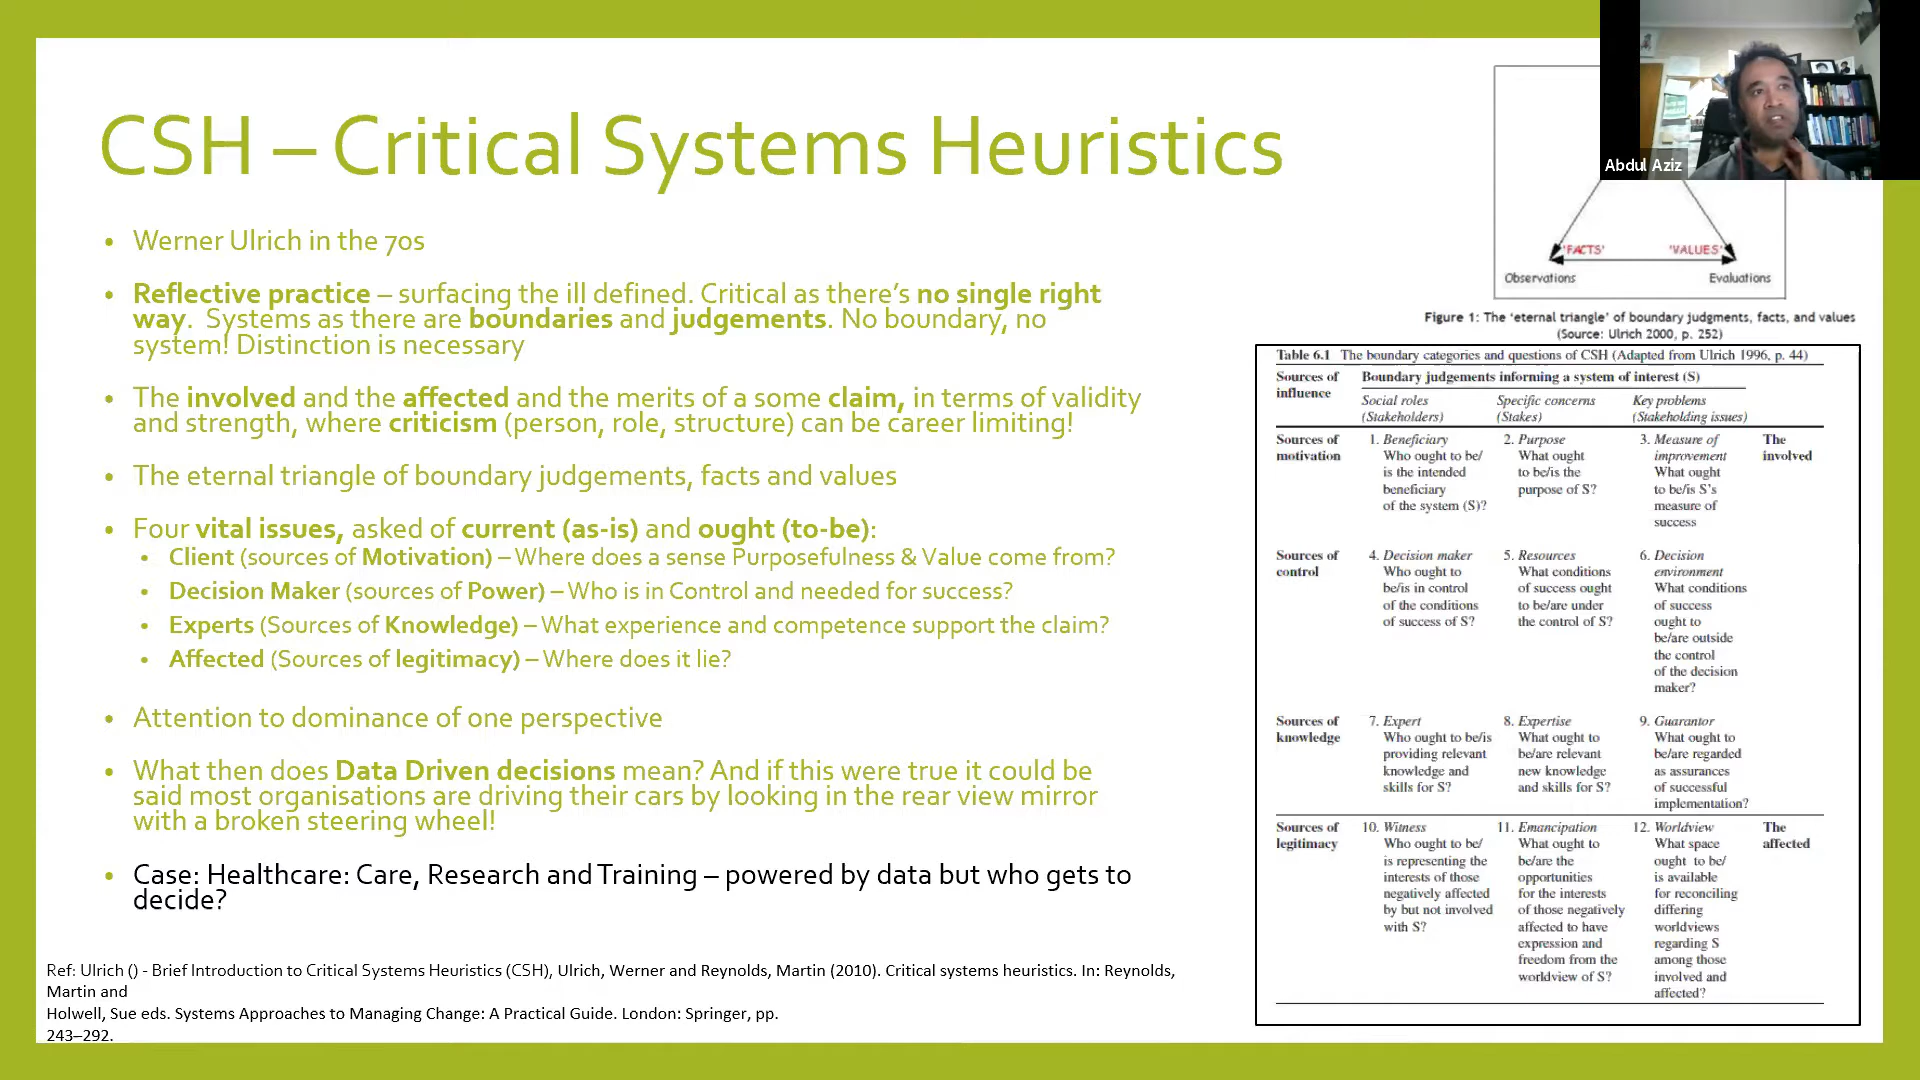 CSH – Critical Systems Heuristics
• Werner Ulrich in the 70s
• Reflective practice – surfacing the ill defined. Critical as there's no single right
way.  Systems as there are boundaries and judgements. No boundary, no
system! Distinction is necessary
• The involved and the affected and the merits of a some claim, in terms of validity
and strength, where criticism (person, role, structure) can be career limiting!
• The eternal triangle of boundary judgements, facts and values
• Four vital issues, asked of current (as-is) and ought (to-be):
• Client (sources of Motivation) – Where does a sense Purposefulness & Value come from?
• Decision Maker (sources of Power) – Who is in Control and needed for success?
• Experts (Sources of Knowledge) – What experience and competence support the claim?
• Affected (Sources of legitimacy) – Where does it lie?
• Attention to dominance of one perspective
• What then does Data Driven decisions mean? And if this were true it could be
said most organisations are driving their cars by looking in the rear view mirror
with a broken steering wheel!
• Case: Healthcare: Care, Research and Training – powered by data but who gets to
decide?
Ref: Ulrich () - Brief Introduction to Critical Systems Heuristics (CSH), Ulrich, Werner and Reynolds, Martin (2010). Critical systems heuristics. In: Reynolds,
Martin and
Holwell, Sue eds. Systems Approaches to Managing Change: A Practical Guide. London: Springer, pp.
243–292.
Abdul Aziz
'FACTS' 'VALUES'
Observations Evaluations
Figure 1: The 'eternal triangle' of boundary judgments, facts, and values
(Source: Ulrich 2000, p. 252)
Table 6.1 The boundary categories and questions of CSH (Adapted from Ulrich 1996, p. 44)
Sources of
influence
Boundary judgements informing a system of interest (S)
Social roles
(Stakeholders)
Specific concerns
(Stakes)
Key problems
(Stakeholding issues)
Sources of
motivation
1. Beneficiary
Who ought to be/
is the intended
beneficiary
of the system (S)?
2. Purpose
What ought
to be/is the
purpose of S?
3. Measure of
improvement
What ought
to be/is S's
measure of
success
The
involved
Sources of
control
4. Decision maker
Who ought to
be/is in control
of the conditions
of success of S?
5. Resources
What conditions
of success ought
to be/are under
the control of S?
6. Decision
environment
What conditions
of success
ought to
be/are outside
the control
of the decision
maker?
Sources of
knowledge
7. Expert
Who ought to be/is
providing relevant
knowledge and
skills for S?
8. Expertise
What ought to
be/are relevant
new knowledge
and skills for S?
9. Guarantor
What ought to
be/are regarded
as assurances
of successful
implementation?
Sources of
legitimacy
10. Witness
Who ought to be/
is representing the
interests of those
negatively affected
by but not involved
with S?
11. Emancipation
What ought to
be/are the
opportunities
for the interests
of those negatively
affected to have
expression and
freedom from the
worldview of S?
12. Worldview
What space
ought to be/
is available
for reconciling
differing
worldviews
regarding S
among those
involved and
affected?
The
affected